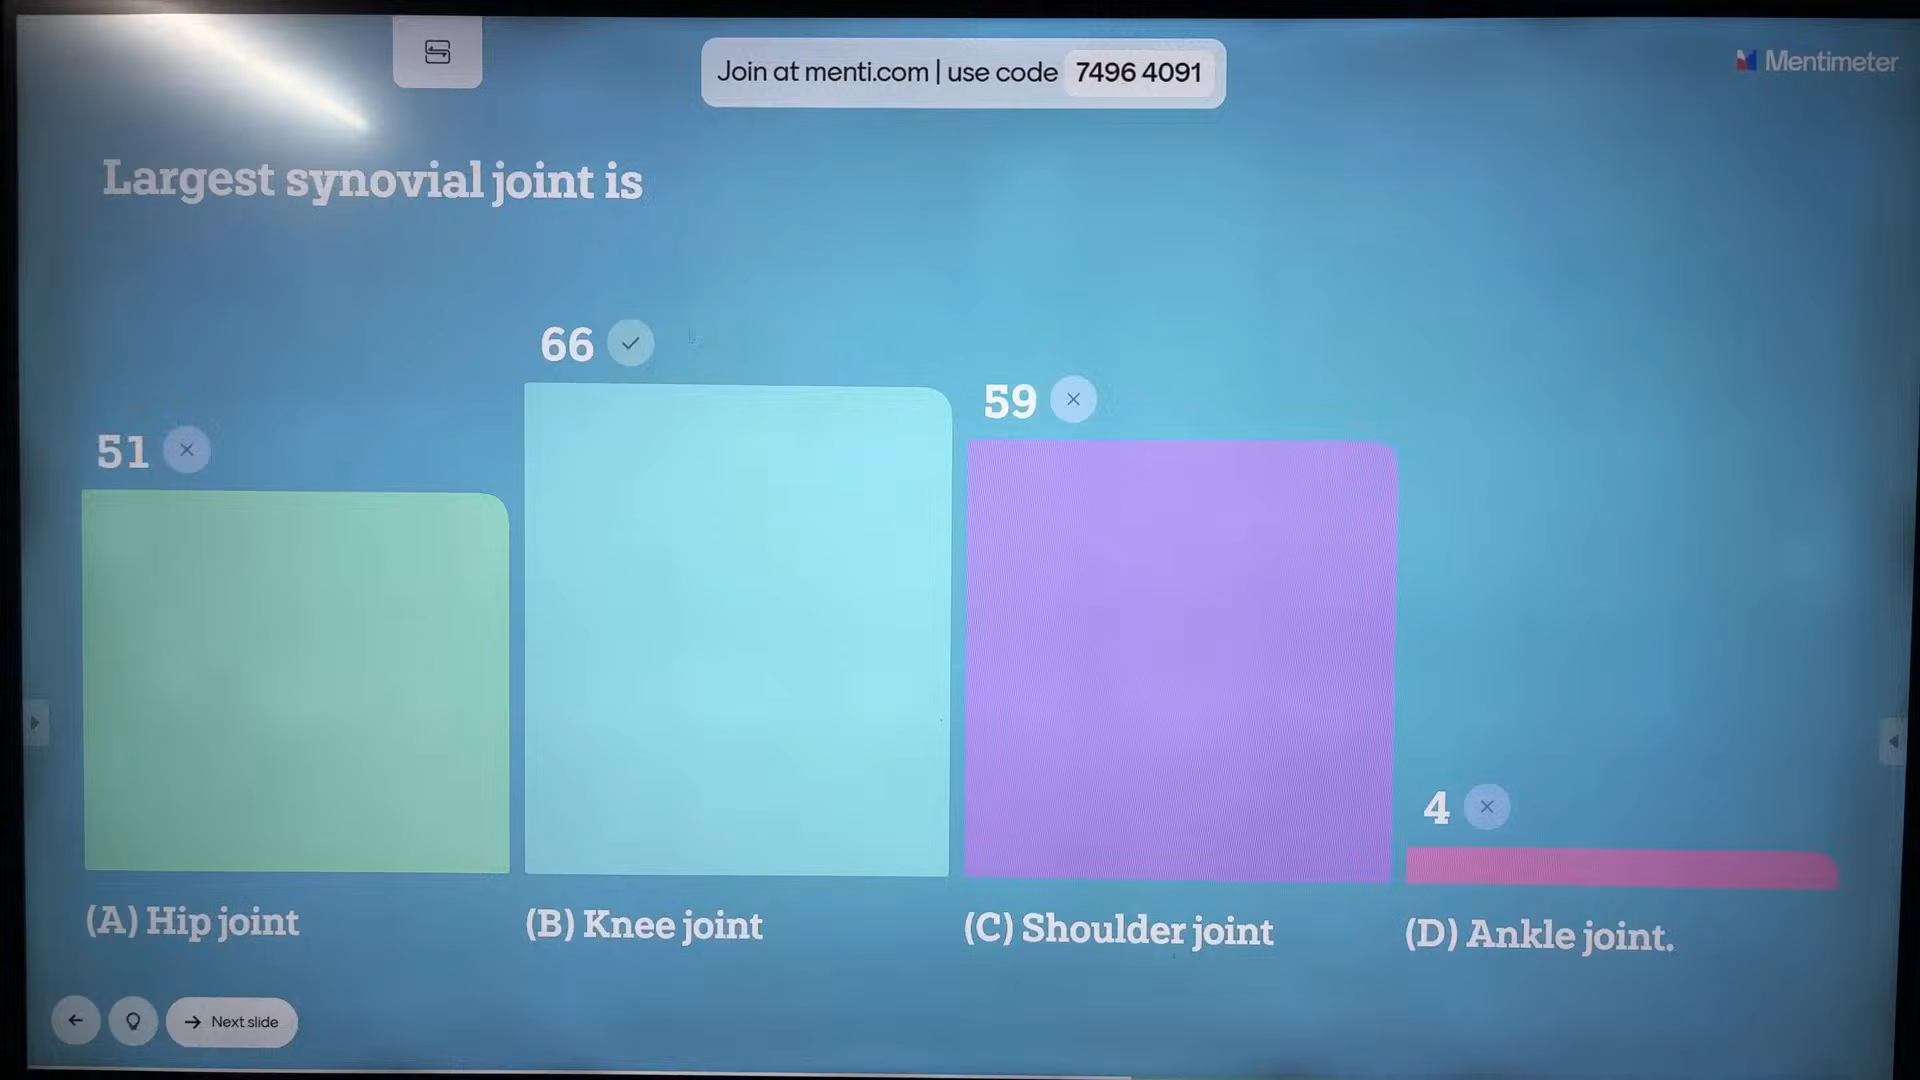 Join at menti.com | use code 7496 4091
Mentimeter
Largest synovial joint is
51
66
59
4
(A) Hip joint
(B) Knee joint
(C) Shoulder joint
(D) Ankle joint.
Next slide